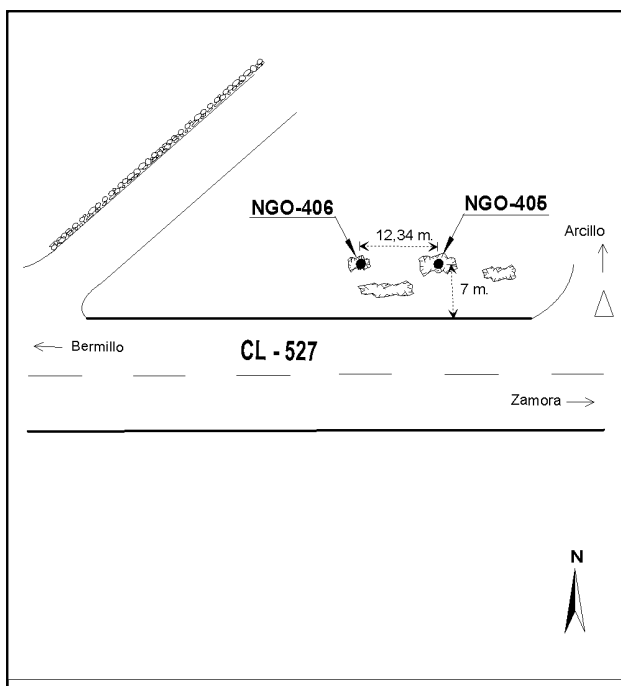 NGO-406
NGO-405
12,34 m.
Arcillo
7 m.
Bermillo
CL - 527
Zamora
N